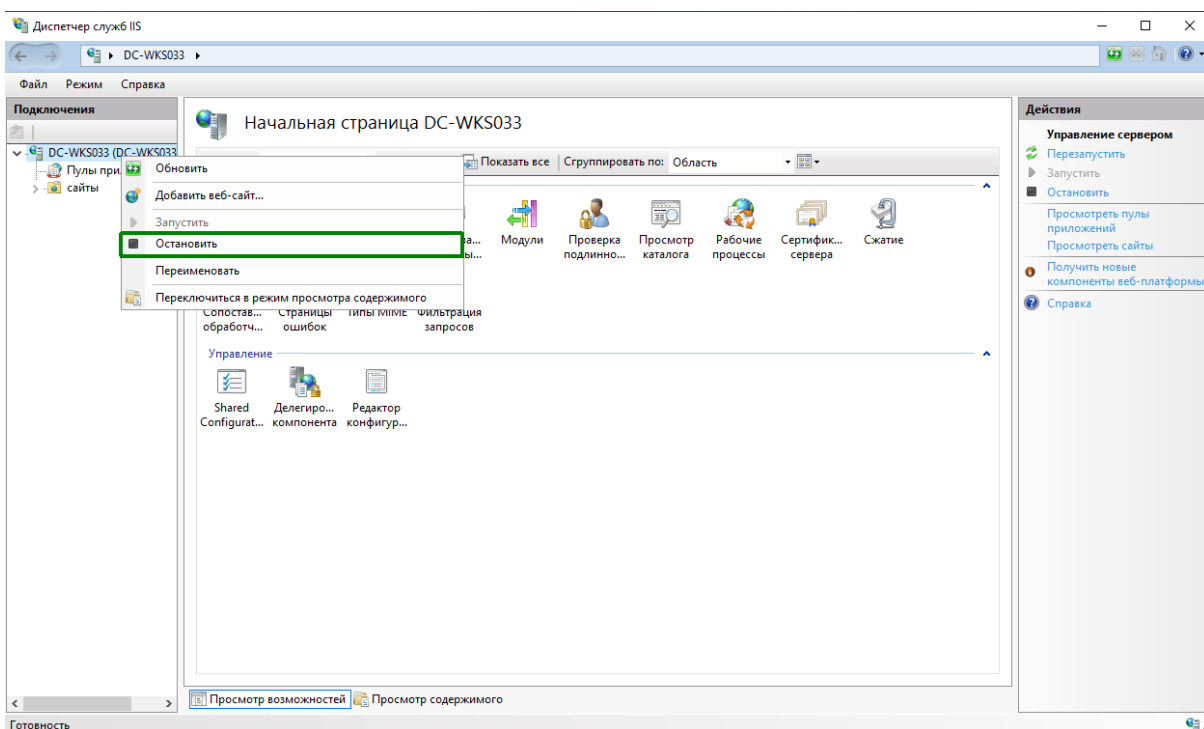 Диспетчер служб IIS
DC-WKS033
Файл Режим Справка
Подключения
DC-WKS033 (DC-WKS033
Пулы при
сайты
Обновить
Добавить веб-сайт...
Запустить
Остановить
Переименовать
Переключиться в режим просмотра содержимого
Начальная страница DC-WKS033
Показать все Сгруппировать по: Область
Модули
Проверка подлинно...
Просмотр каталога
Рабочие процессы
Сертифик... сервера
Сжатие
Сопостав... обработч...
Страницы ошибок
Типы MIME
Фильтрация запросов
Управление
Shared Configurat...
Делегиро... компонента
Редактор конфигур...
Просмотр возможностей Просмотр содержимого
Действия
Управление сервером
Перезапустить
Запустить
Остановить
Просмотреть пулы
приложений
Просмотреть сайты
Получить новые
компоненты веб-платформы
Справка
Готовность